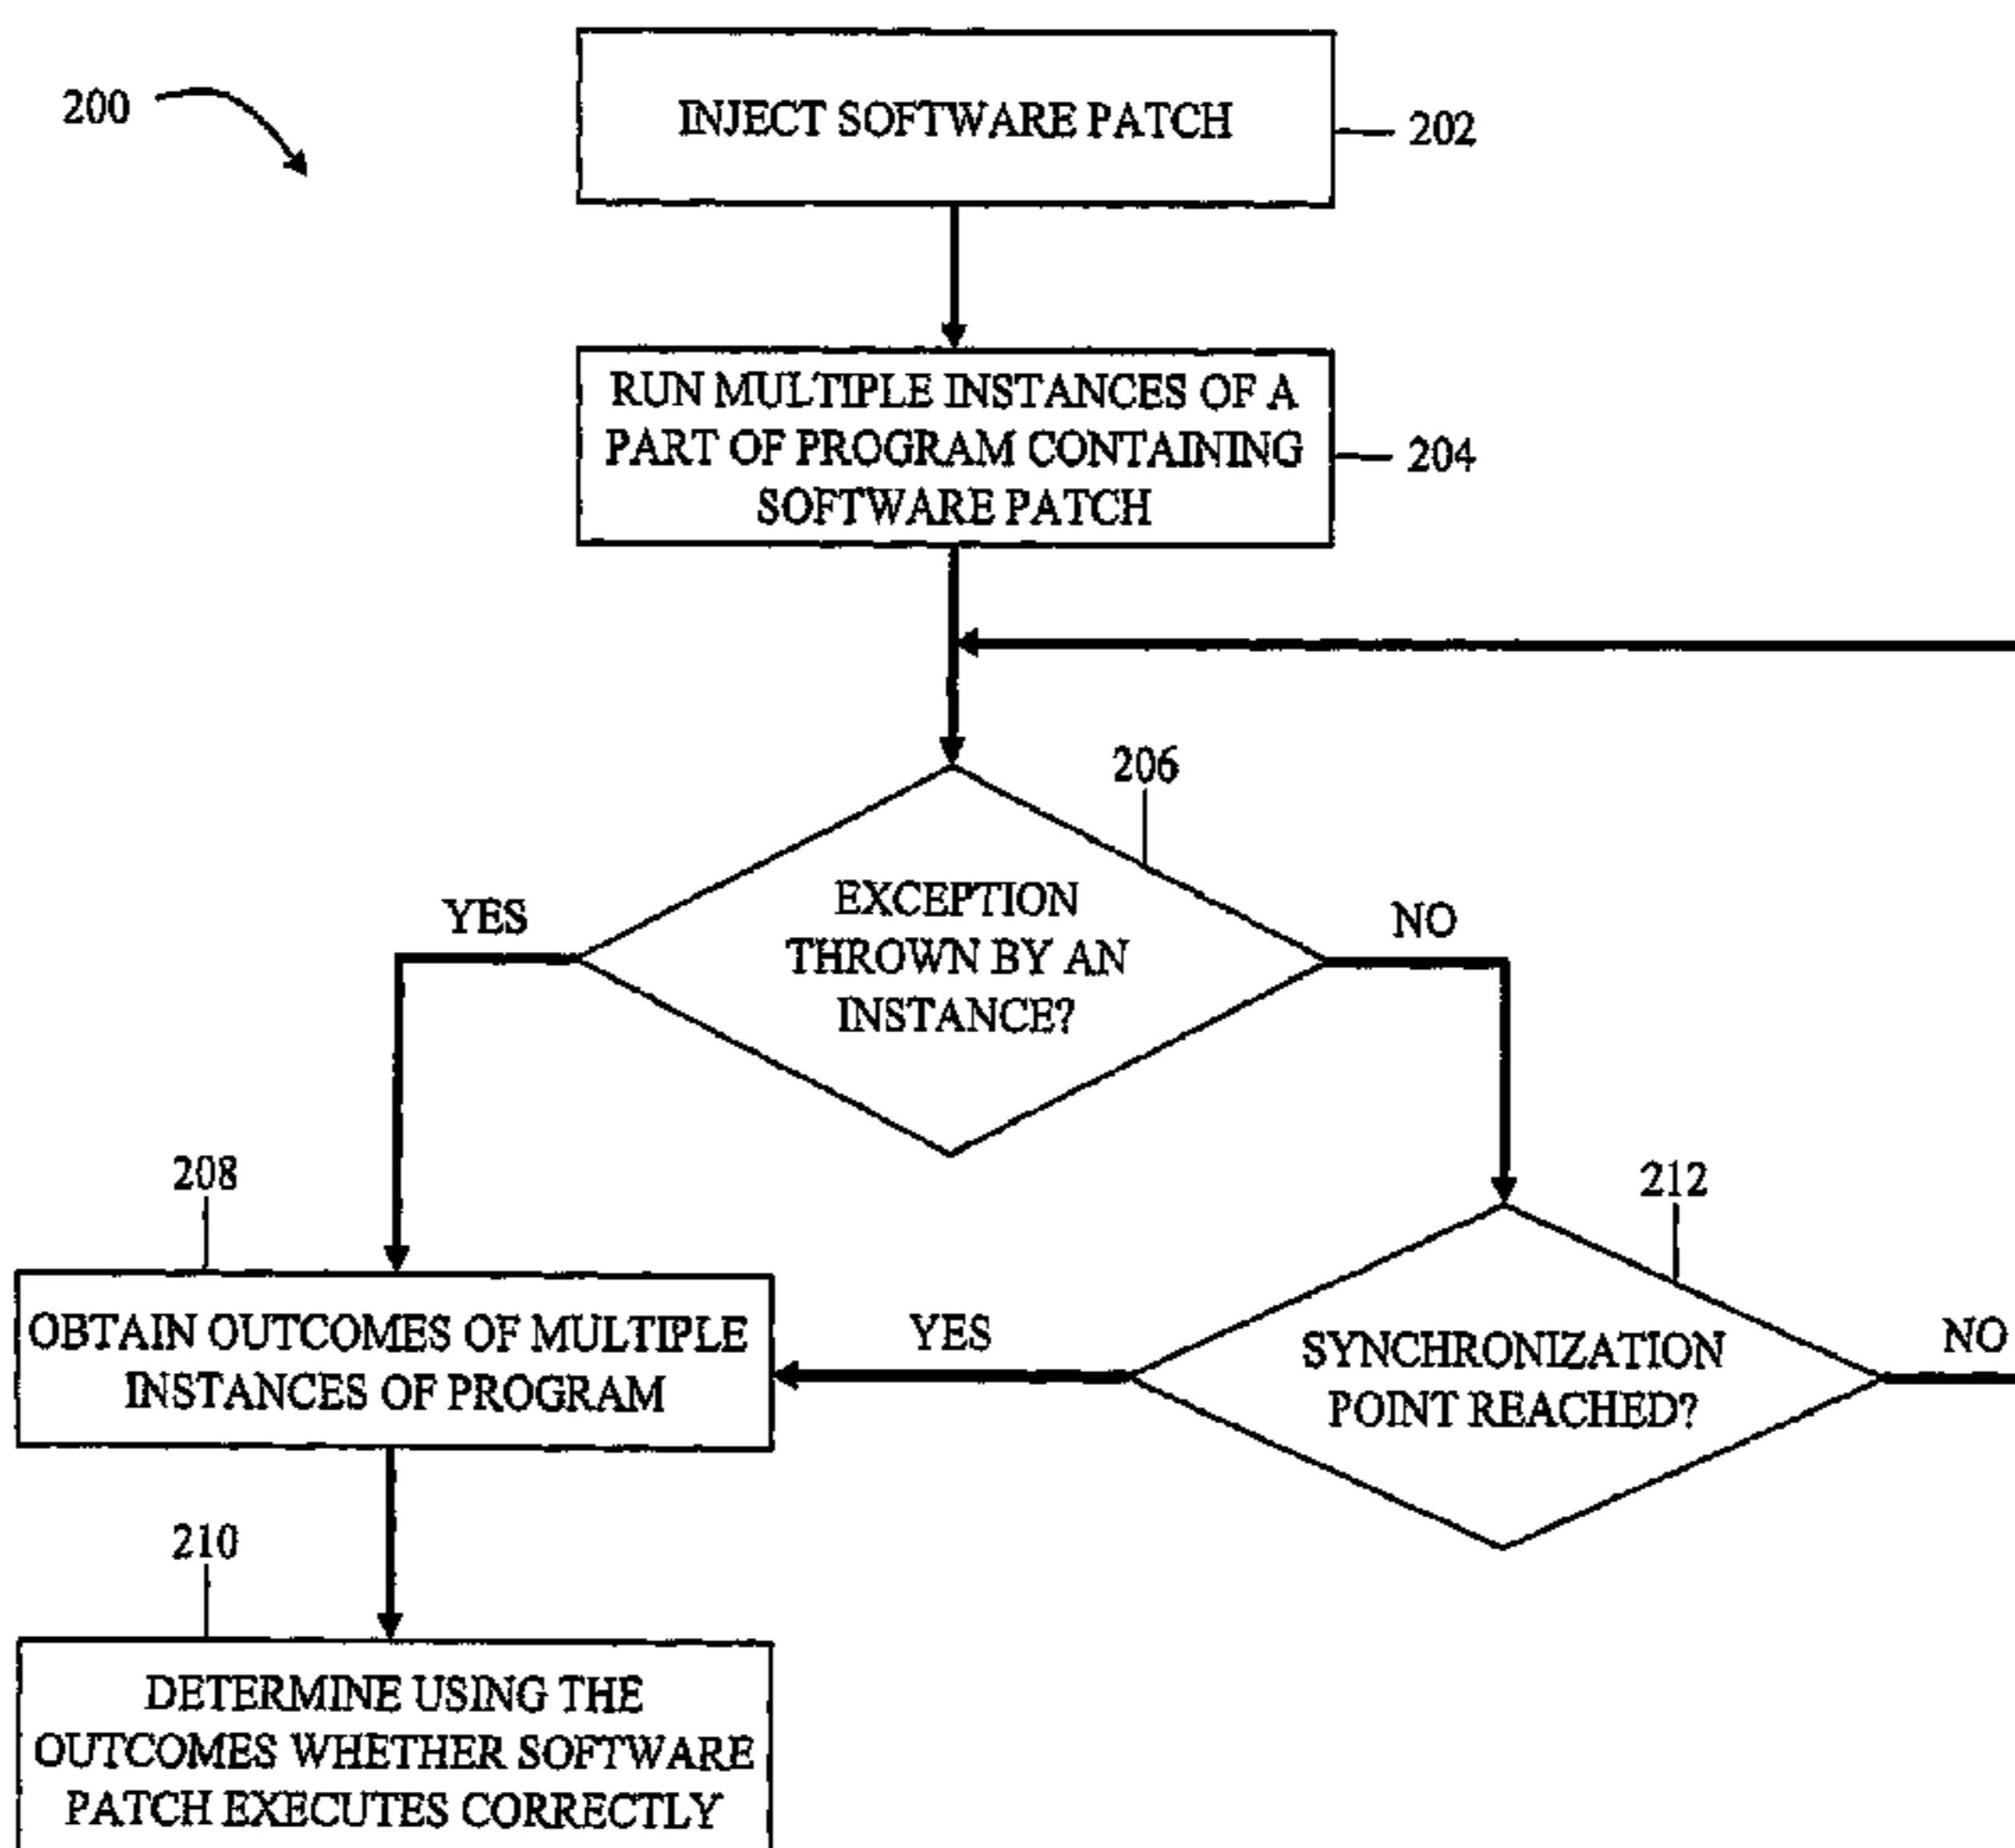 200
INJECT SOFTWARE PATCH
202
RUN MULTIPLE INSTANCES OF A
PART OF PROGRAM CONTAINING
SOFTWARE PATCH
204
206
EXCEPTION
THROWN BY AN
INSTANCE?
YES
NO
208
212
OBTAIN OUTCOMES OF MULTIPLE
INSTANCES OF PROGRAM
YES
SYNCHRONIZATION
POINT REACHED?
NO
210
DETERMINE USING THE
OUTCOMES WHETHER SOFTWARE
PATCH EXECUTES CORRECTLY